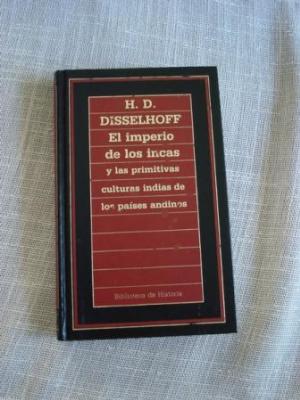 H. D.
DISSELHOFF
El imperio
de los incas
y las primitivas
culturas indias de
los países andinos
Biblioteca de Historia